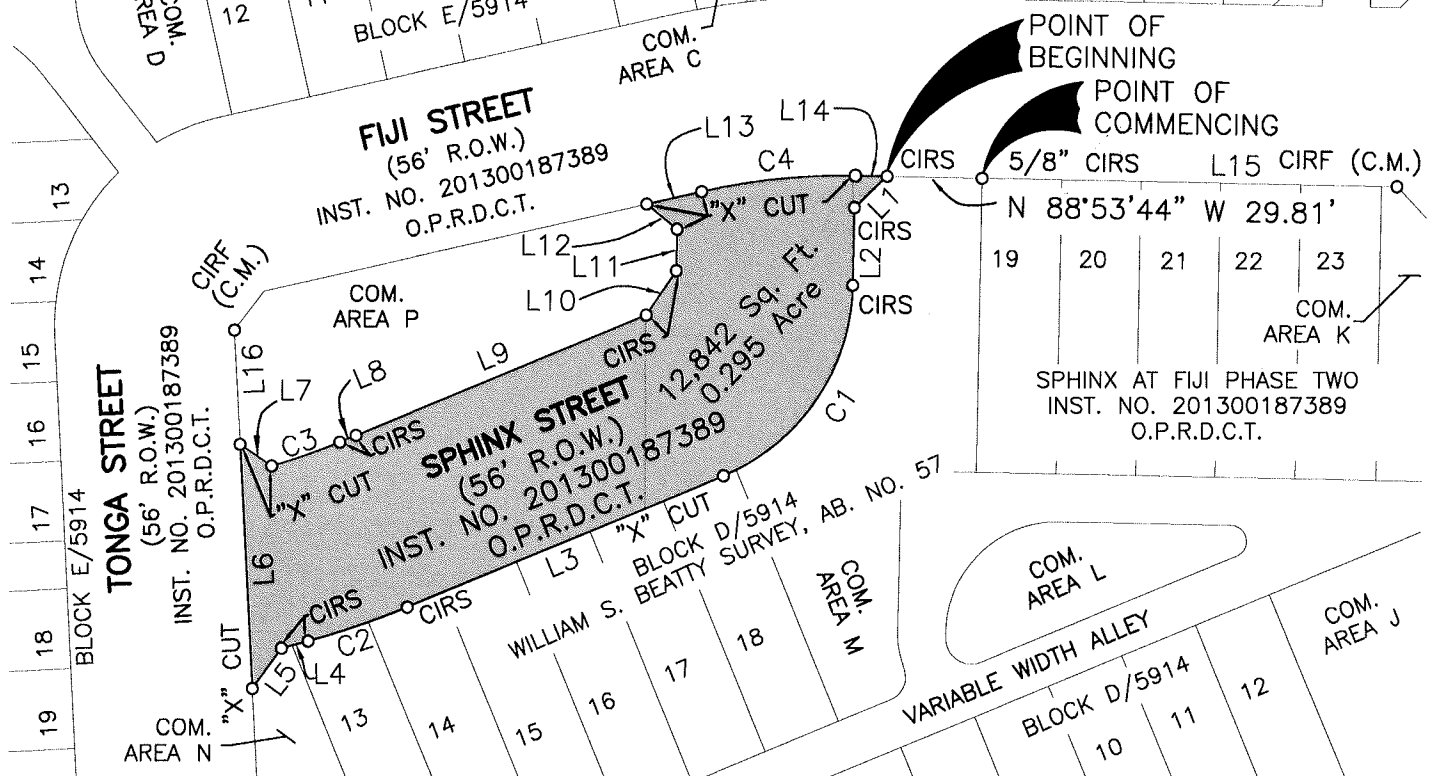 COM.
AREA D
12
BLOCK E/5914
COM.
AREA C
POINT OF
BEGINNING
POINT OF
COMMENCING
FIJI STREET
(56' R.O.W.)
INST. NO. 201300187389
O.P.R.D.C.T.
L13
L14
C4
CIRS
5/8" CIRS
L15
CIRF (C.M.)
"X" CUT
L1
N 88°53'44" W 29.81'
CIRS
L2
CIRS
L12
L11
L10
CIRF
(C.M.)
COM.
AREA P
19
20
21
22
23
COM.
AREA K
SPHINX AT FIJI PHASE TWO
INST. NO. 201300187389
O.P.R.D.C.T.
13
14
15
16
17
18
19
BLOCK E/5914
TONGA STREET
(56' R.O.W.)
INST. NO. 201300187389
O.P.R.D.C.T.
L16
L7
L8
L9
C3
CIRS
CIRS
"X" CUT
12,842 Sq. Ft.
0.295 Acre
SPHINX STREET
(56' R.O.W.)
INST. NO. 201300187389
O.P.R.D.C.T.
C1
L6
CIRS
C2
CIRS
L3
"X" CUT
L4
L5
"X" CUT
BLOCK D/5914
WILLIAM S. BEATTY SURVEY, AB. NO. 57
COM.
AREA N
13
14
15
16
17
18
COM.
AREA M
COM.
AREA L
VARIABLE WIDTH ALLEY
BLOCK D/5914
10
11
12
COM.
AREA J